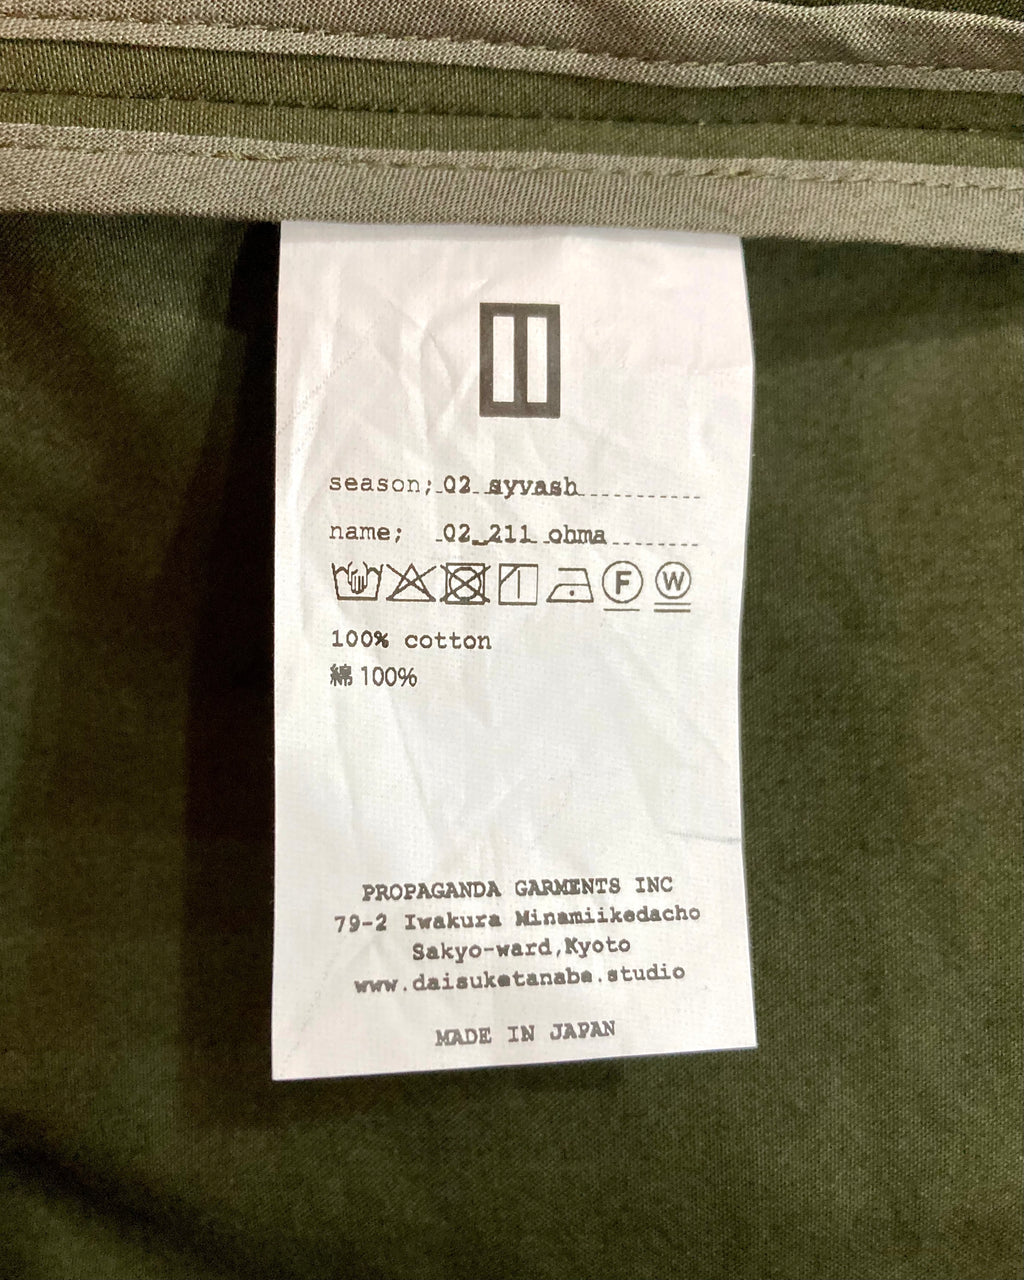 season; 02 syvash
name; 02_211 ohma
F W
100% cotton
綿 100%
PROPAGANDA GARMENTS INC
79-2 Iwakura Minamiikedacho
Sakyo-ward,Kyoto
www.daisuketanabe.studio
MADE IN JAPAN